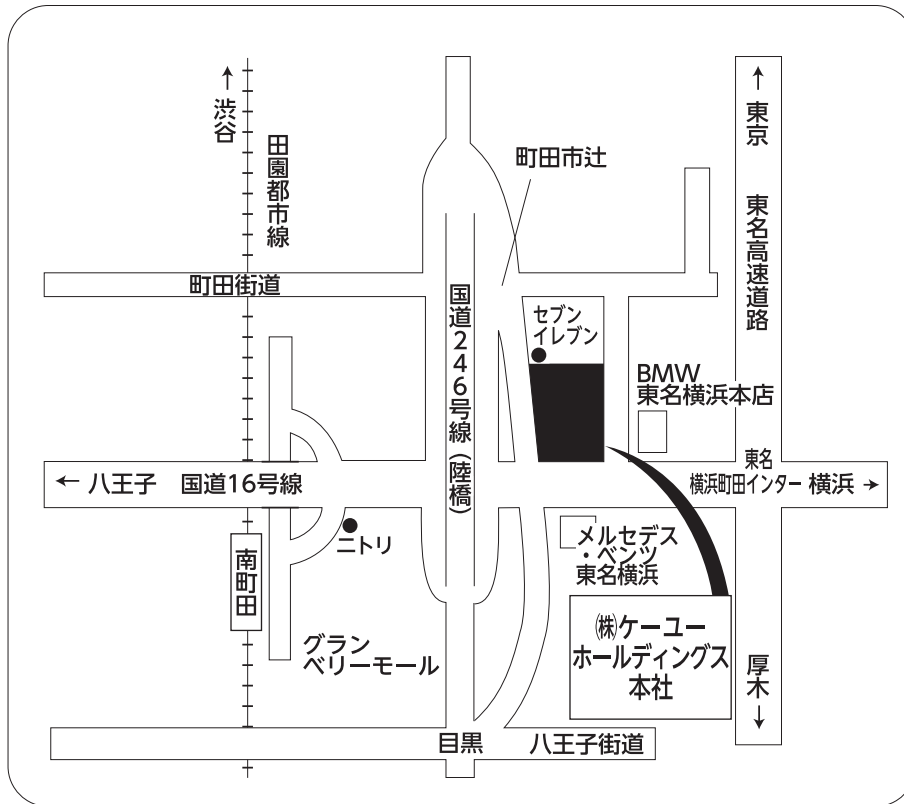 ↑
渋谷
田園都市線
町田市辻
↑
東京
東名高速道路
町田街道
国道246号線（陸橋）
セブン
イレブン
BMW
東名横浜本店
← 八王子
国道16号線
東名
横浜町田インター
横浜 →
ニトリ
メルセデス
・ベンツ
東名横浜
南町田
グラン
ベリーモール
㈱ケーユー
ホールディングス
本社
厚木
↓
目黒
八王子街道